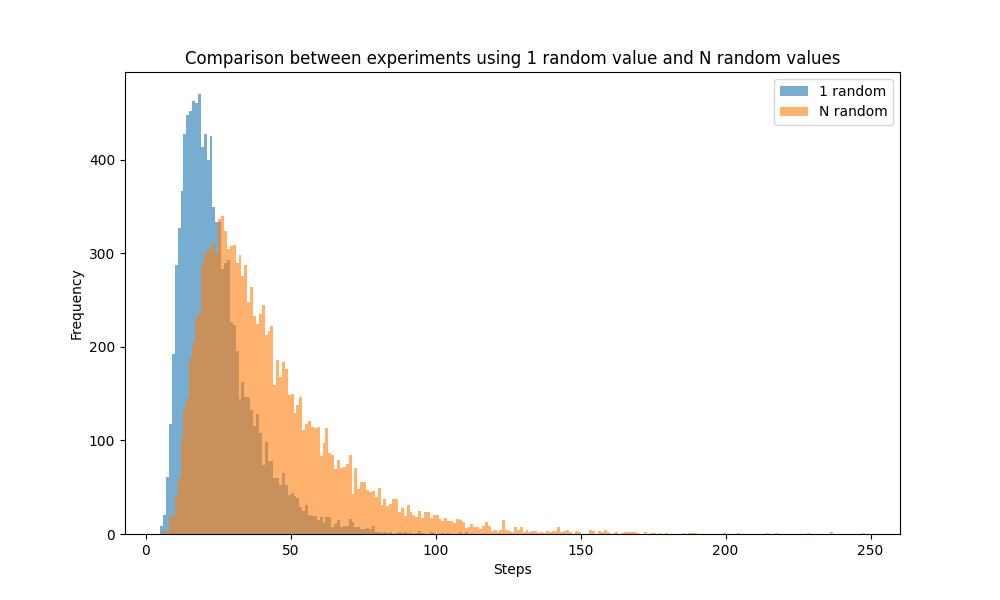 Comparison between experiments using 1 random value and N random values
1 random
N random
400
300
200
100
0
Frequency
0 50 100 150 200 250
Steps